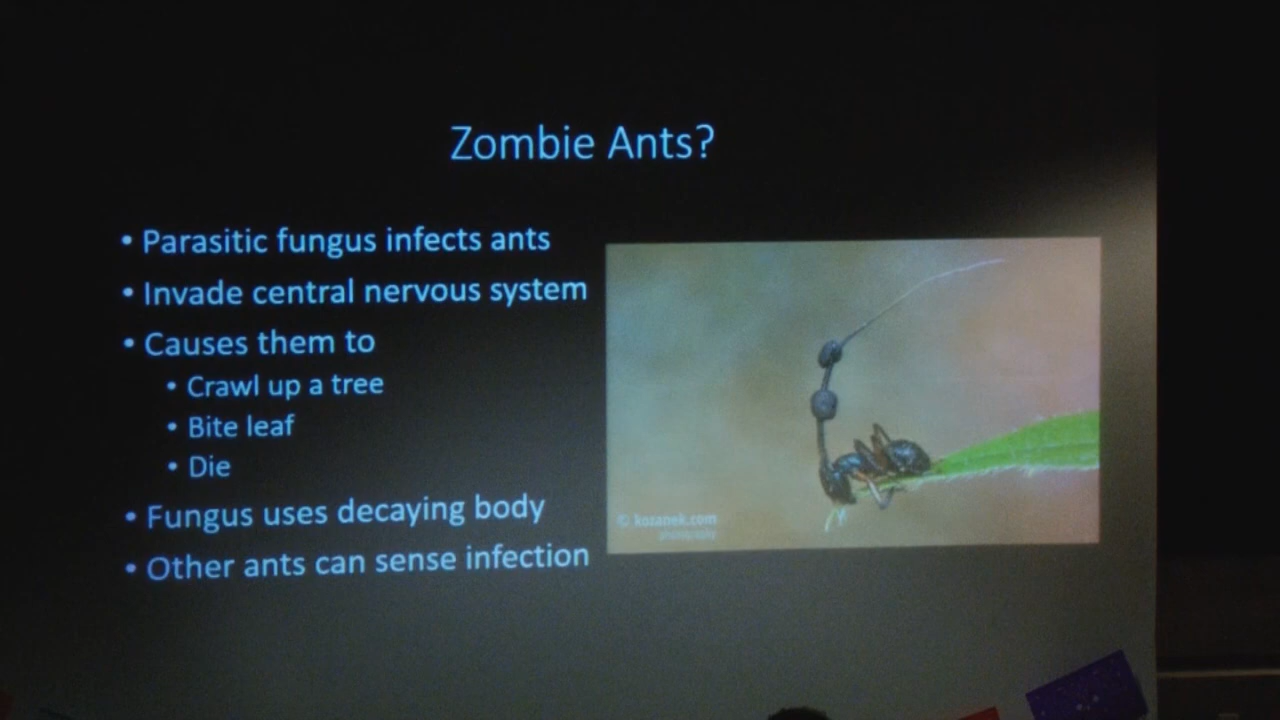 Zombie Ants?
• Parasitic fungus infects ants
• Invade central nervous system
• Causes them to
• Crawl up a tree
• Bite leaf
• Die
• Fungus uses decaying body
• Other ants can sense infection
© kozanek.com
photography